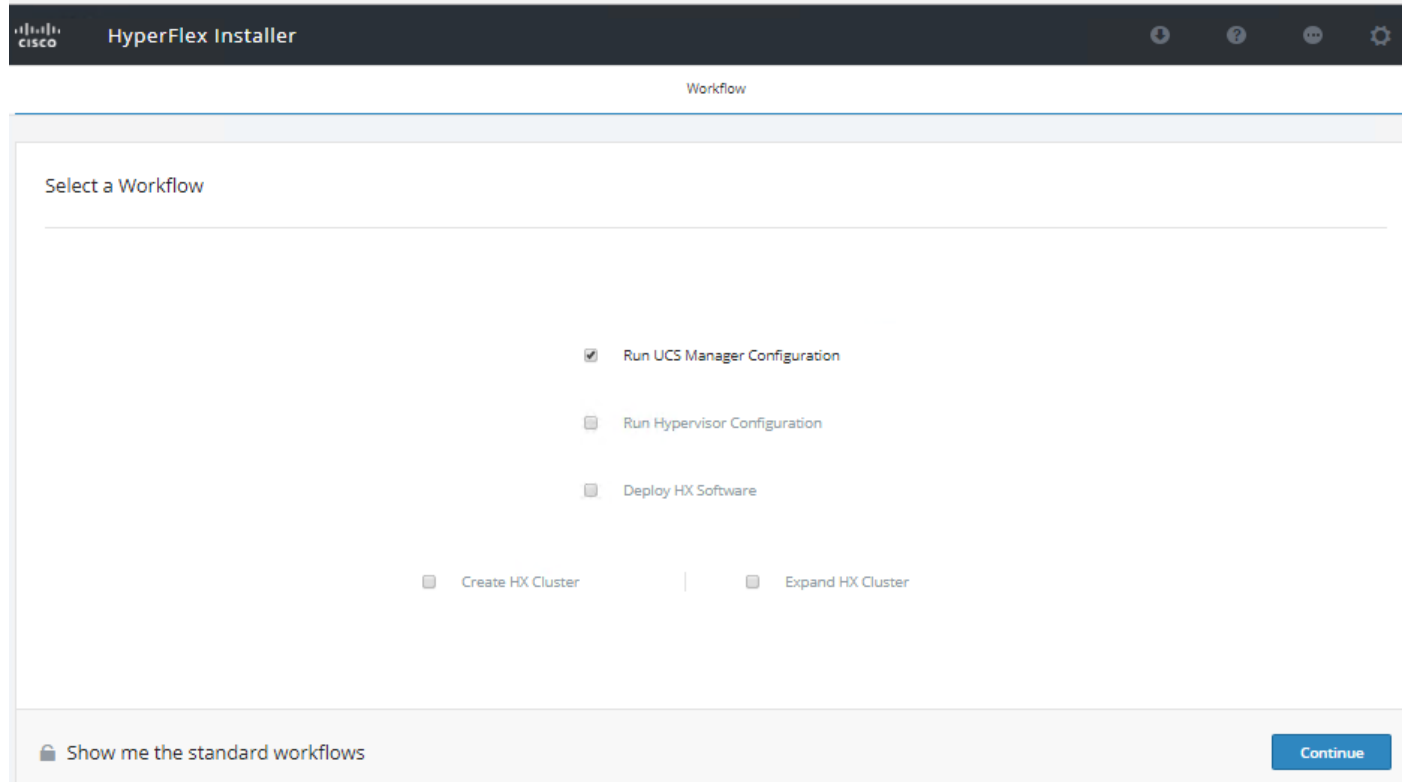 cisco HyperFlex Installer
Workflow
Select a Workflow
Run UCS Manager Configuration
Run Hypervisor Configuration
Deploy HX Software
Create HX Cluster Expand HX Cluster
Show me the standard workflows Continue